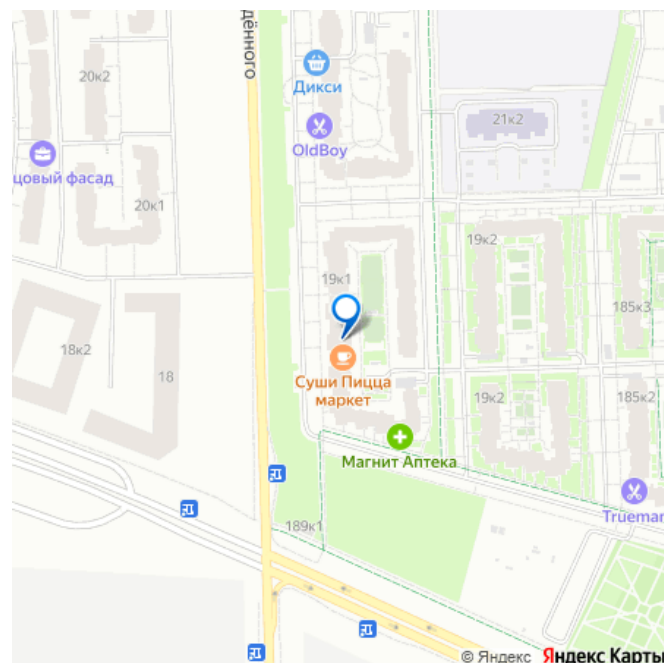 дённого
20к2
Дикси
21к2
OldBoy
цовый фасад
20к1
19к2
19к1
185к3
18к2
18
Суши Пицца
маркет
19к2
185к2
Магнит Аптека
Trueman
189к1
© Яндекс Яндекс Карты